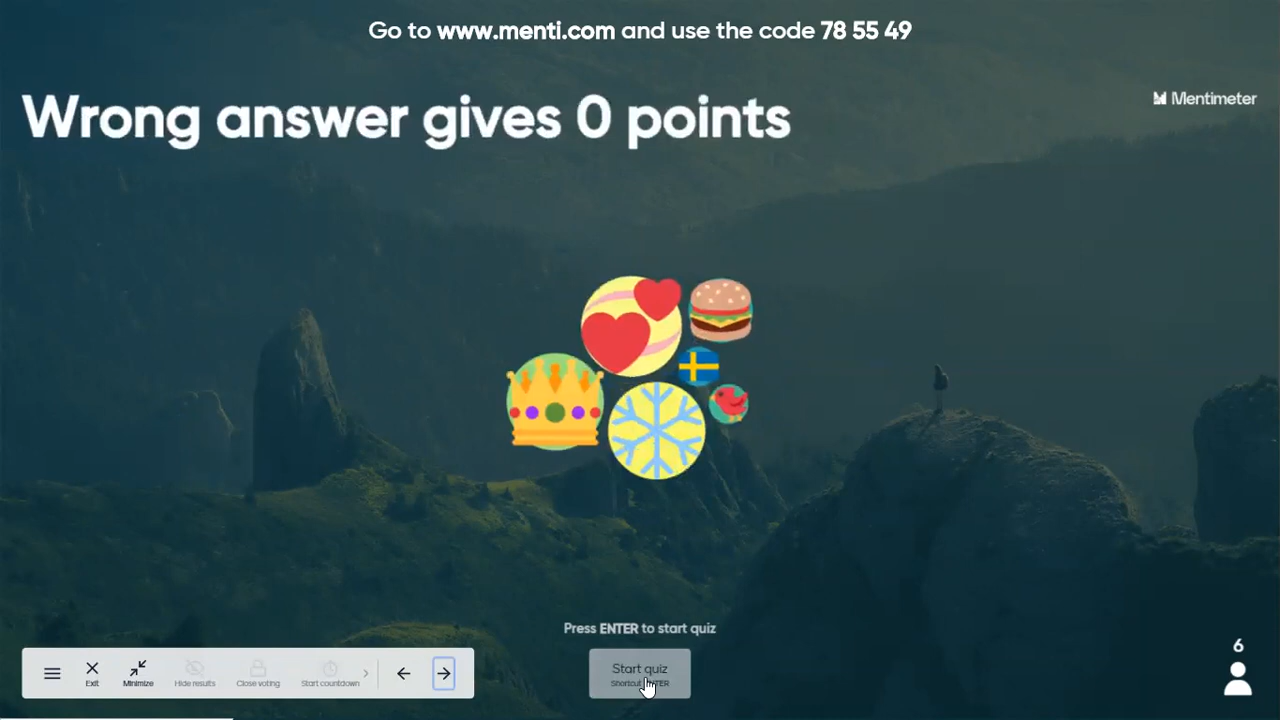 Go to www.menti.com and use the code 78 55 49
Wrong answer gives 0 points
Mentimeter
Press ENTER to start quiz
Start quiz
Exit
Minimize
Hide results
Close voting
Start countdown
6